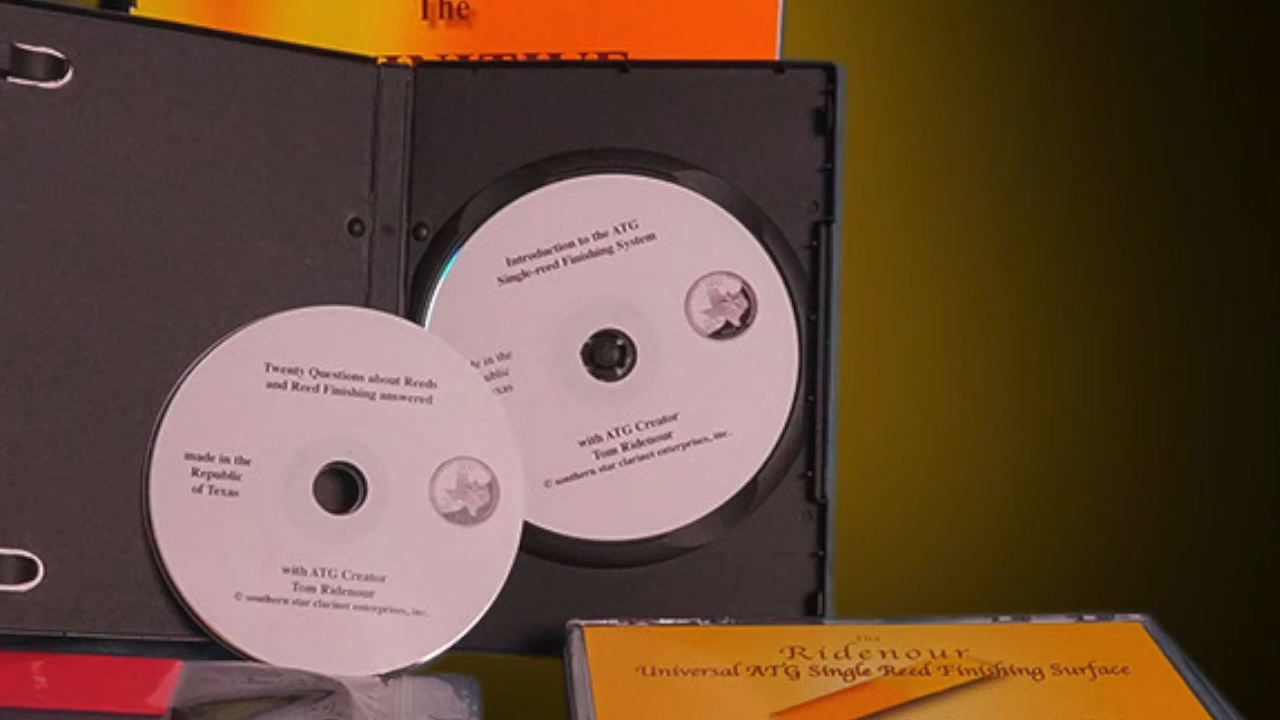 The
Introduction to the ATG
Single-reed Finishing System
in the
with ATG Creator
Tom Ridenour
© southern star clarinet enterprises, inc.
Twenty Questions about Reeds
and Reed Finishing answered
made in the
Republic
of Texas
with ATG Creator
Tom Ridenour
© southern star clarinet enterprises, inc.
the
Ridenour
Universal ATG Single Reed Finishing Surface